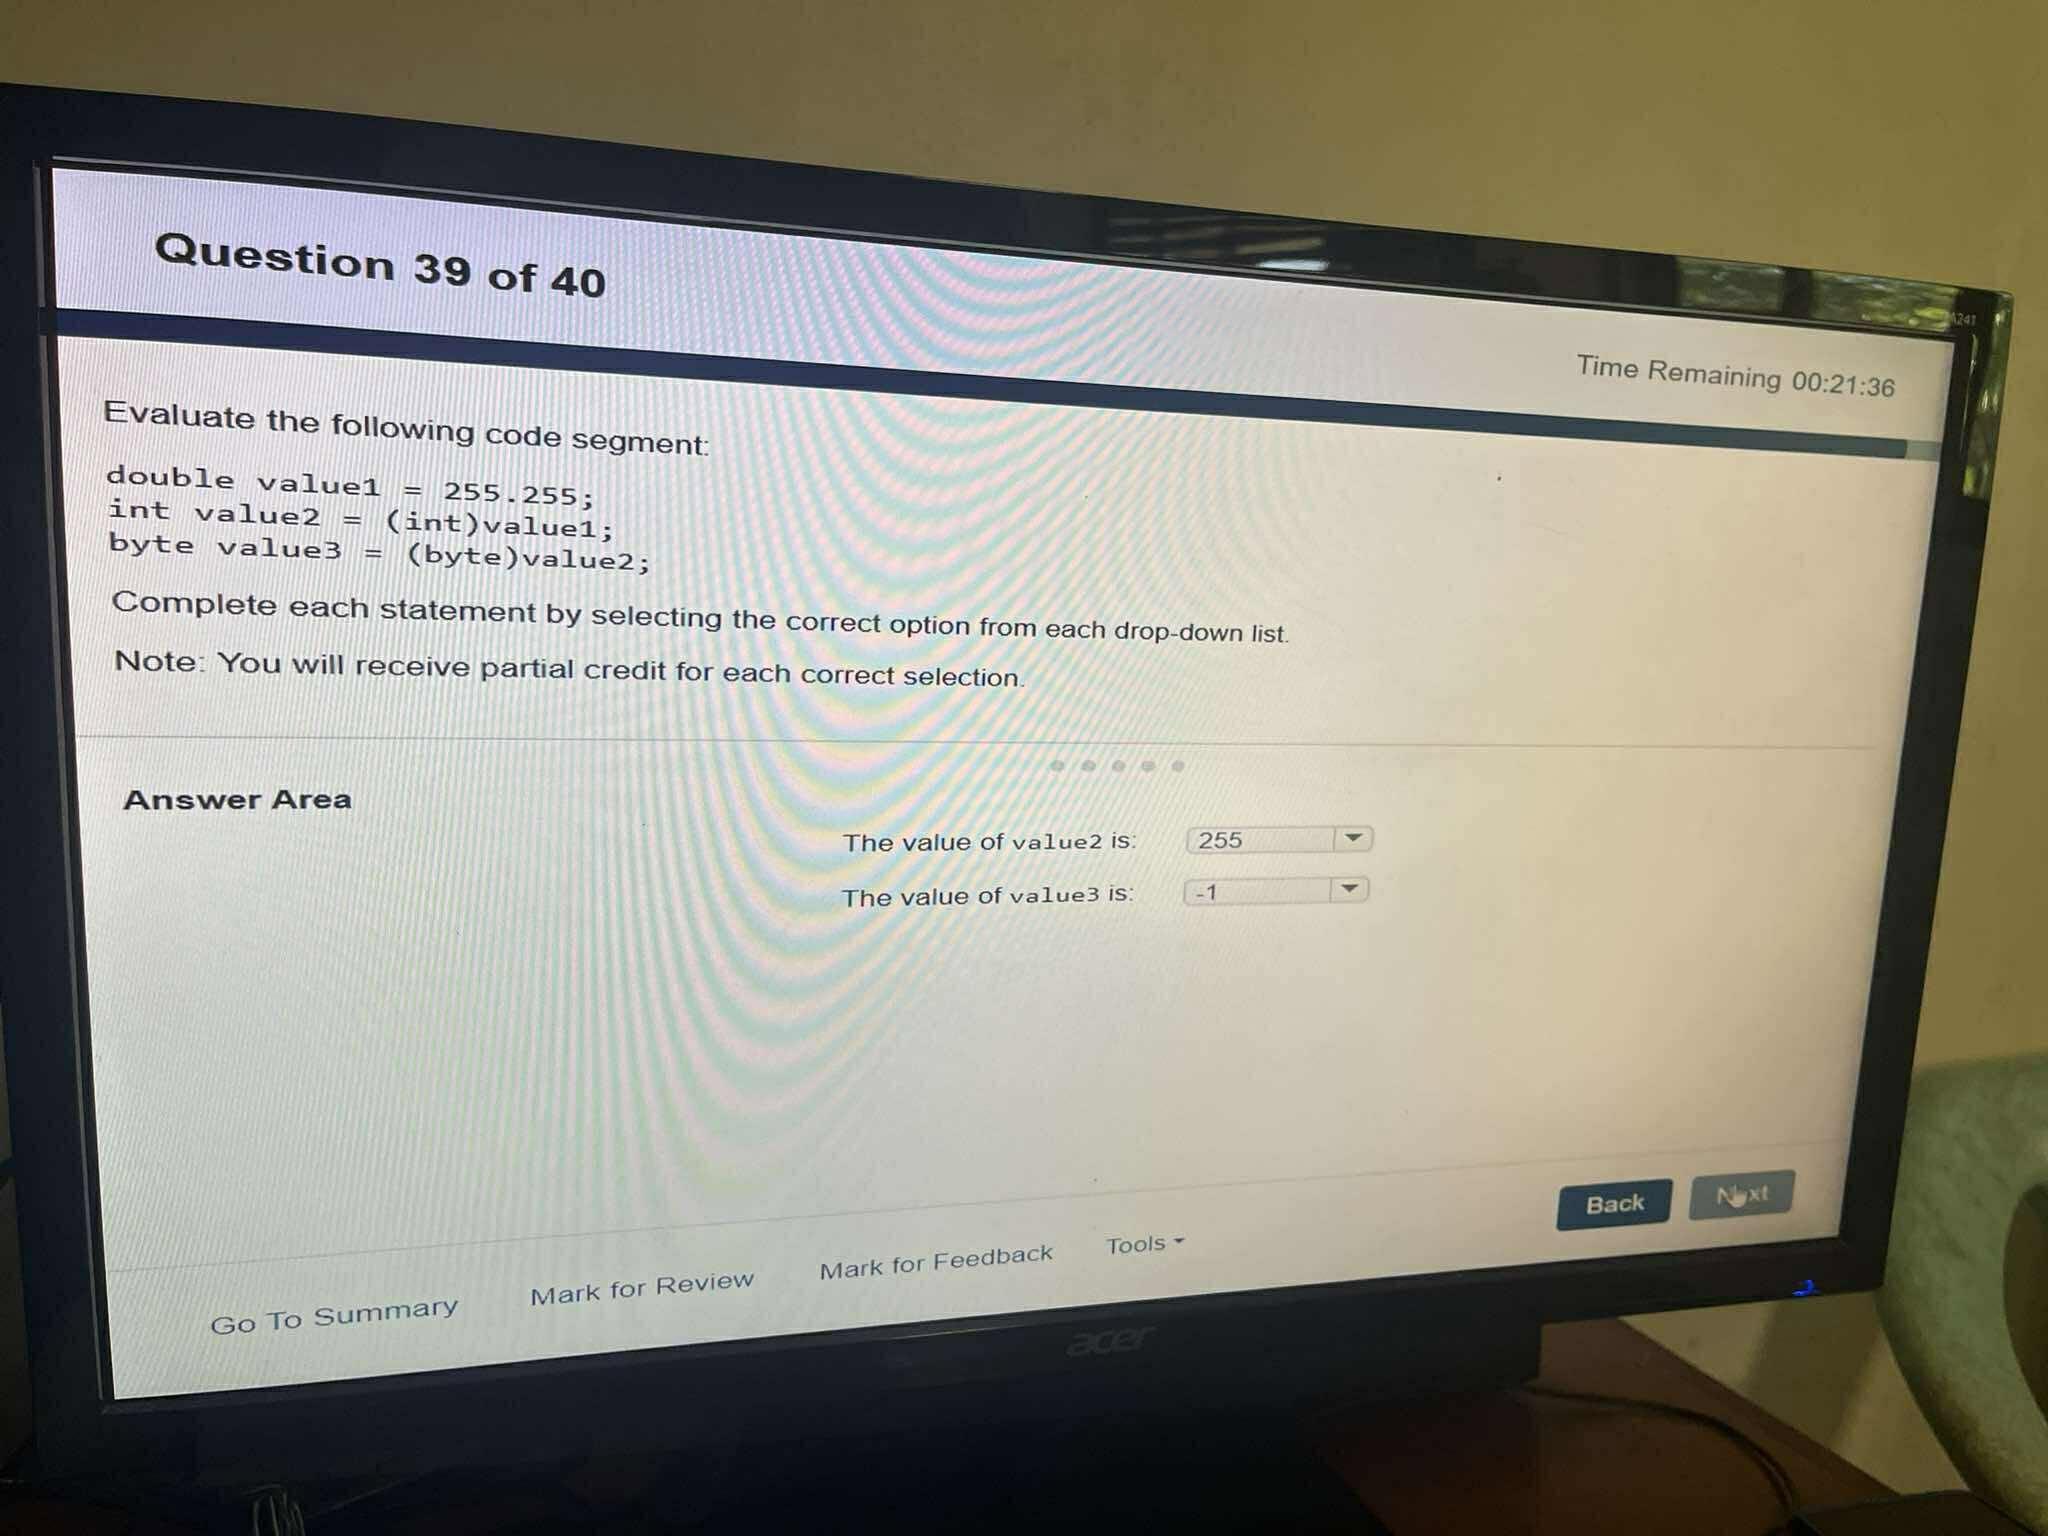 Question 39 of 40
Time Remaining 00:21:36
Evaluate the following code segment:
double value1 = 255.255;
int value2 = (int)value1;
byte value3 = (byte)value2;
Complete each statement by selecting the correct option from each drop-down list.
Note: You will receive partial credit for each correct selection.
Answer Area
The value of value2 is: 255
The value of value3 is: -1
Back Next
Go To Summary Mark for Review Mark for Feedback Tools
acer